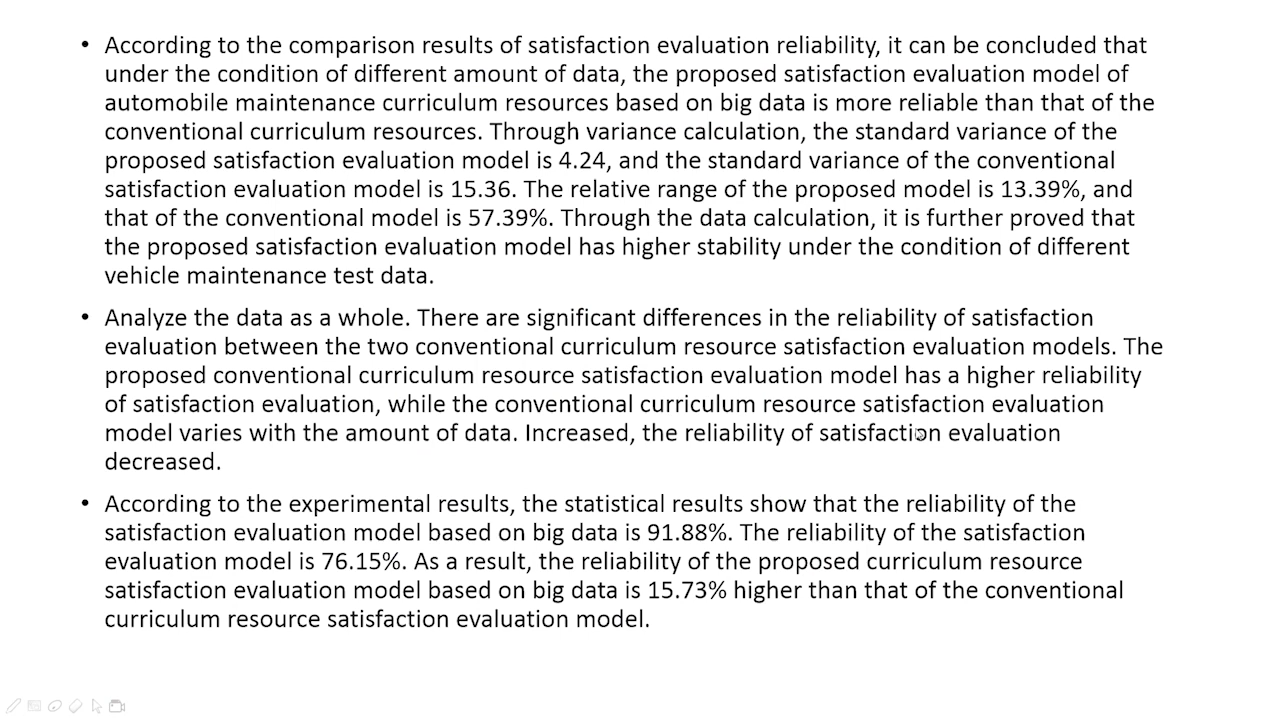 • According to the comparison results of satisfaction evaluation reliability, it can be concluded that
under the condition of different amount of data, the proposed satisfaction evaluation model of
automobile maintenance curriculum resources based on big data is more reliable than that of the
conventional curriculum resources. Through variance calculation, the standard variance of the
proposed satisfaction evaluation model is 4.24, and the standard variance of the conventional
satisfaction evaluation model is 15.36. The relative range of the proposed model is 13.39%, and
that of the conventional model is 57.39%. Through the data calculation, it is further proved that
the proposed satisfaction evaluation model has higher stability under the condition of different
vehicle maintenance test data.
• Analyze the data as a whole. There are significant differences in the reliability of satisfaction
evaluation between the two conventional curriculum resource satisfaction evaluation models. The
proposed conventional curriculum resource satisfaction evaluation model has a higher reliability
of satisfaction evaluation, while the conventional curriculum resource satisfaction evaluation
model varies with the amount of data. Increased, the reliability of satisfaction evaluation
decreased.
• According to the experimental results, the statistical results show that the reliability of the
satisfaction evaluation model based on big data is 91.88%. The reliability of the satisfaction
evaluation model is 76.15%. As a result, the reliability of the proposed curriculum resource
satisfaction evaluation model based on big data is 15.73% higher than that of the conventional
curriculum resource satisfaction evaluation model.